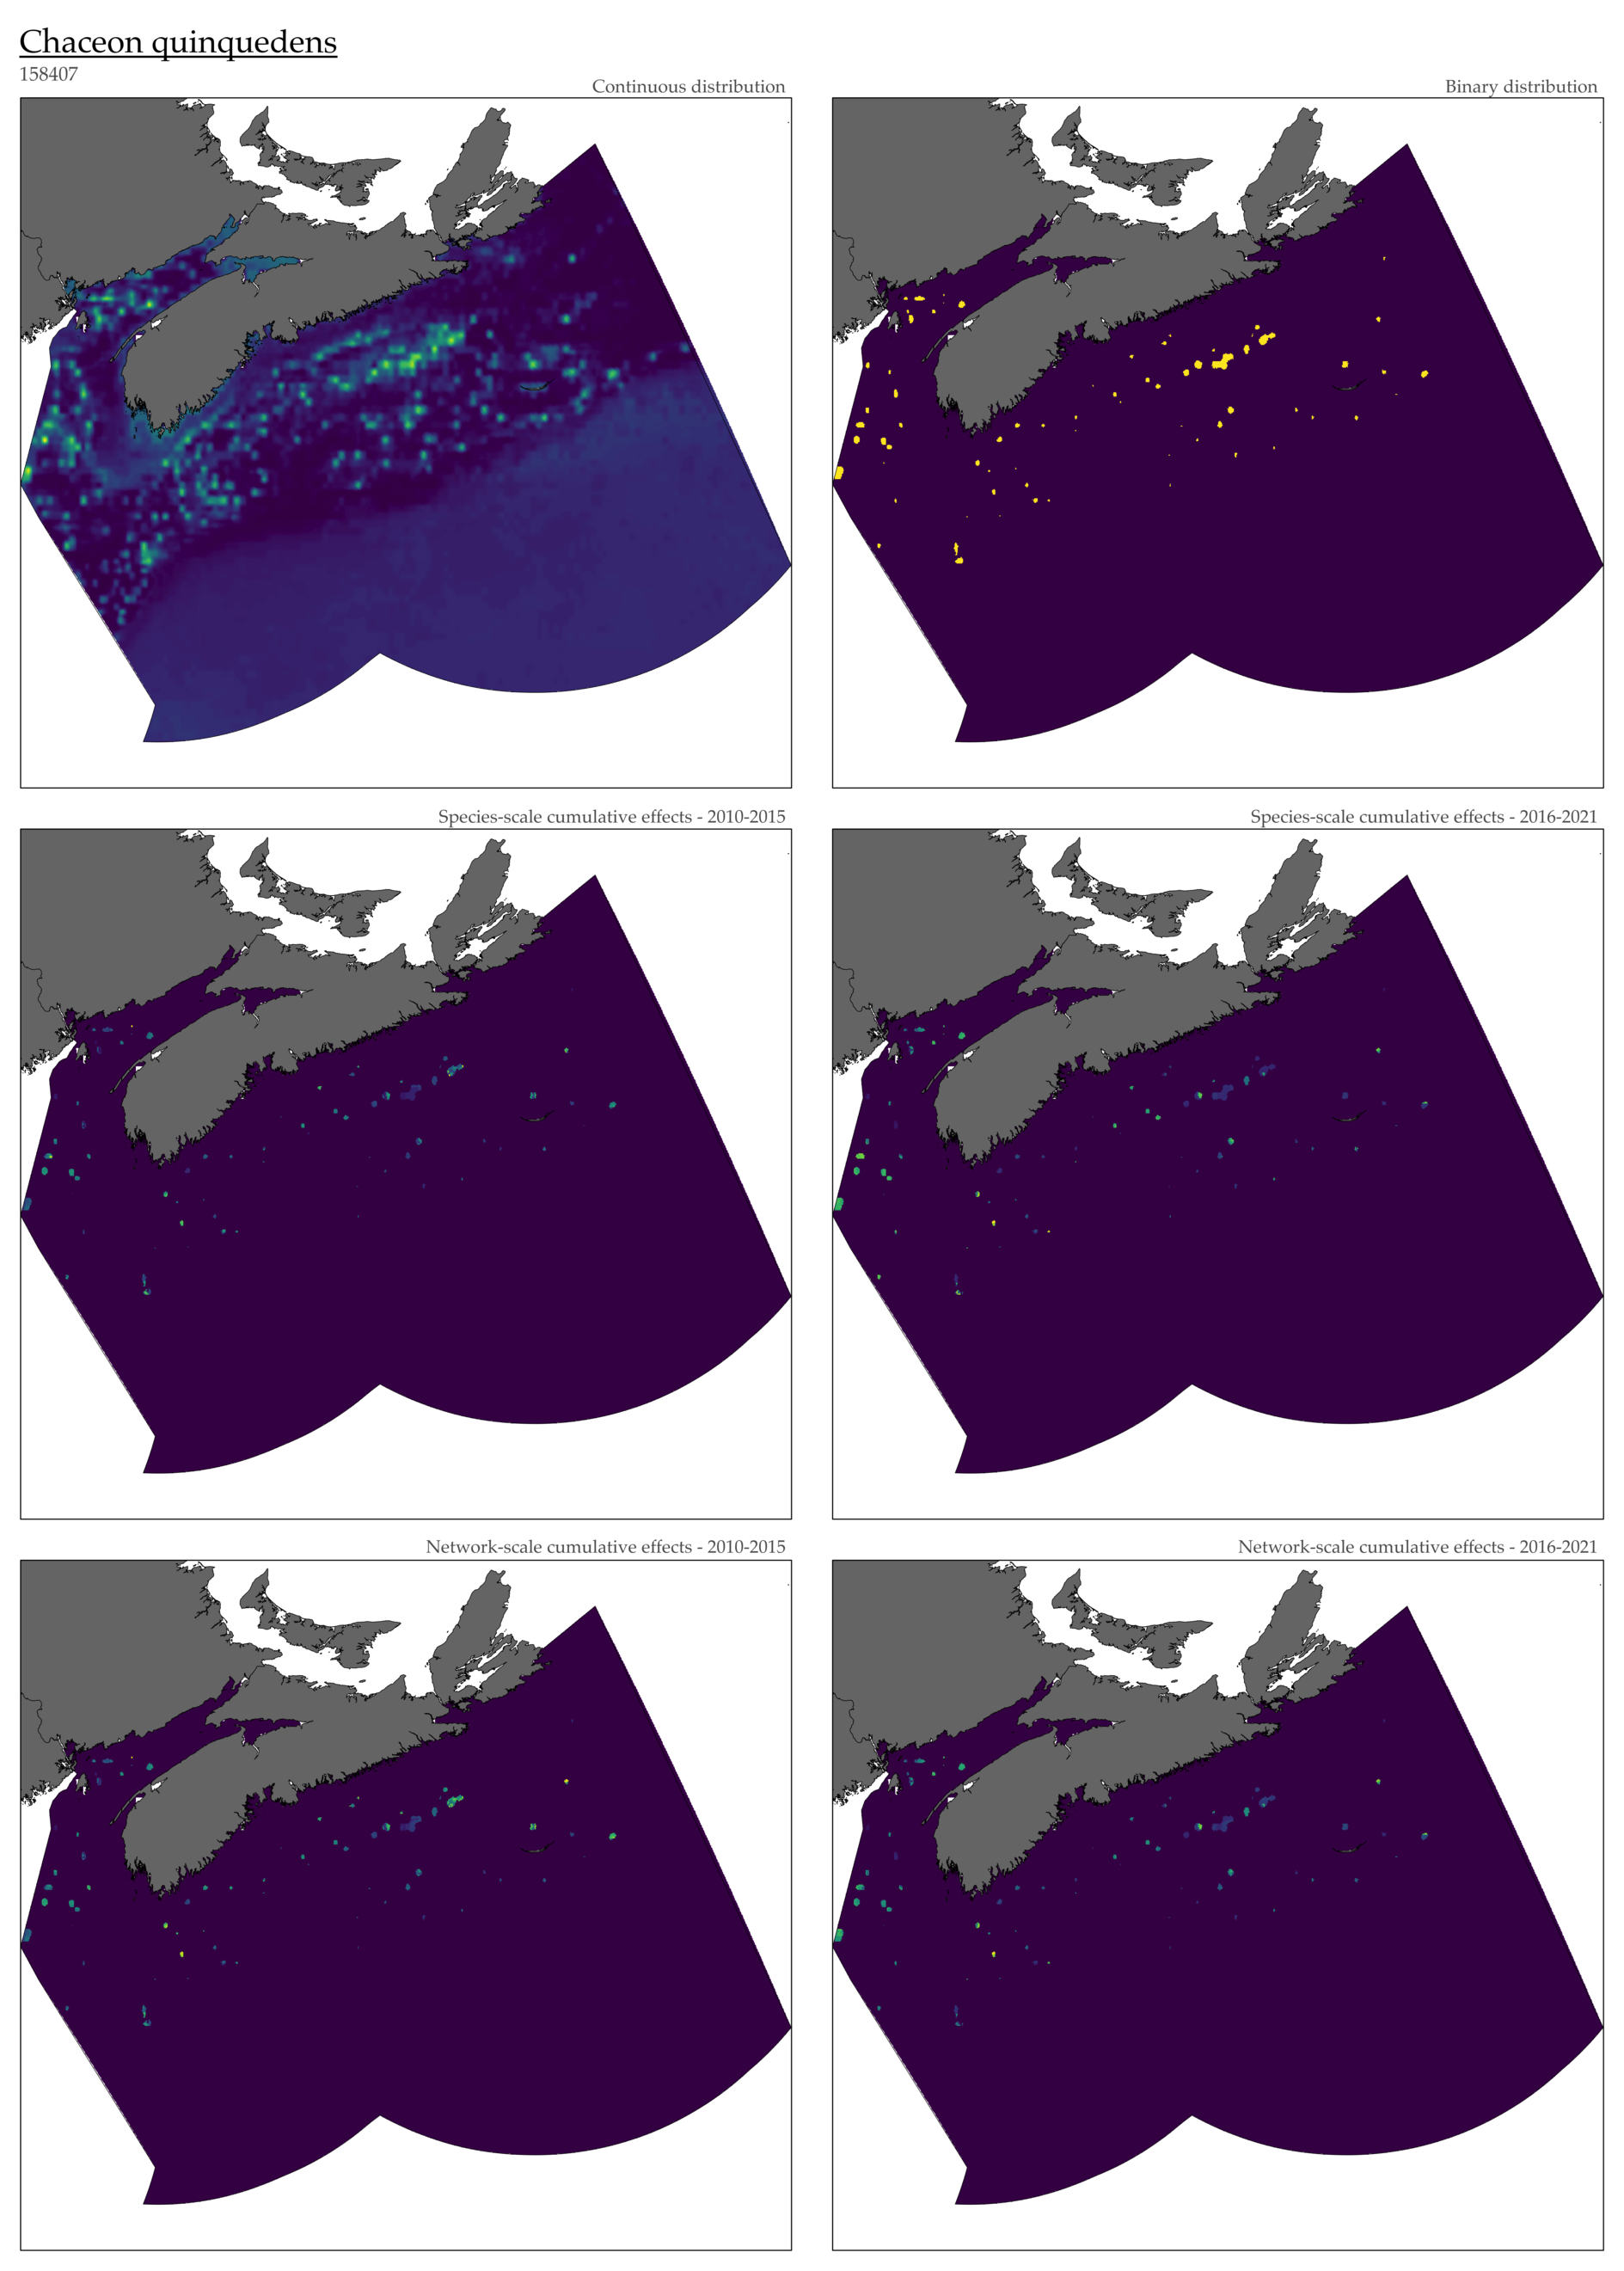 Chaceon quinquedens
158407
Continuous distribution
Binary distribution
Species-scale cumulative effects - 2010-2015
Species-scale cumulative effects - 2016-2021
Network-scale cumulative effects - 2010-2015
Network-scale cumulative effects - 2016-2021